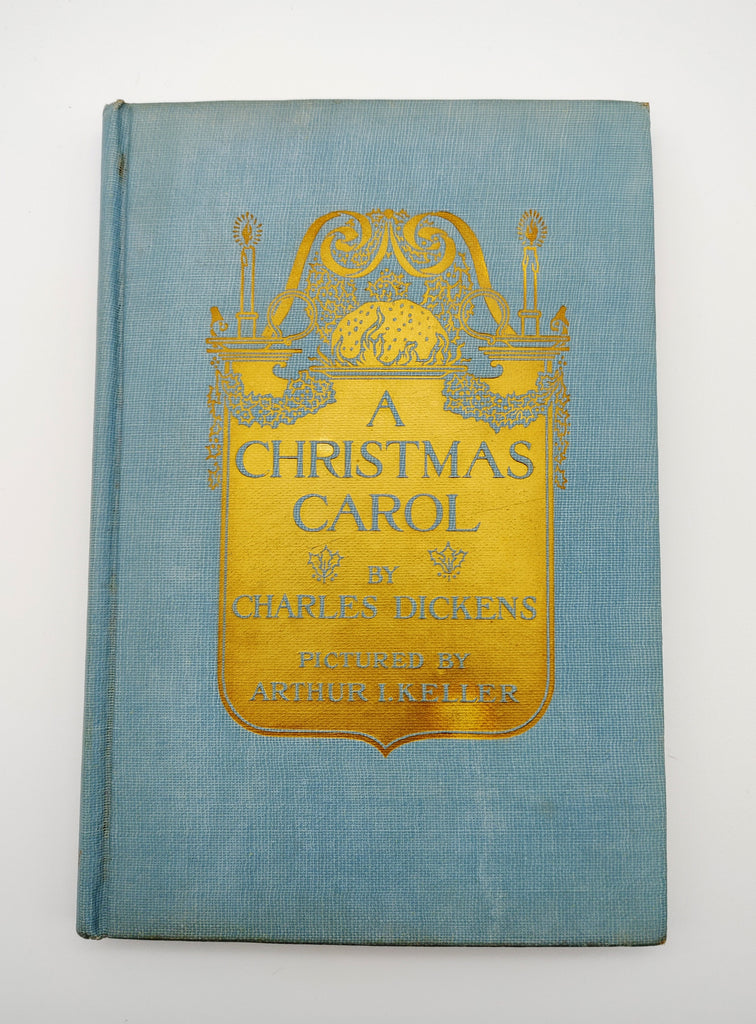 A
CHRISTMAS
CAROL
BY
CHARLES DICKENS
PICTURED BY
ARTHUR I. KELLER